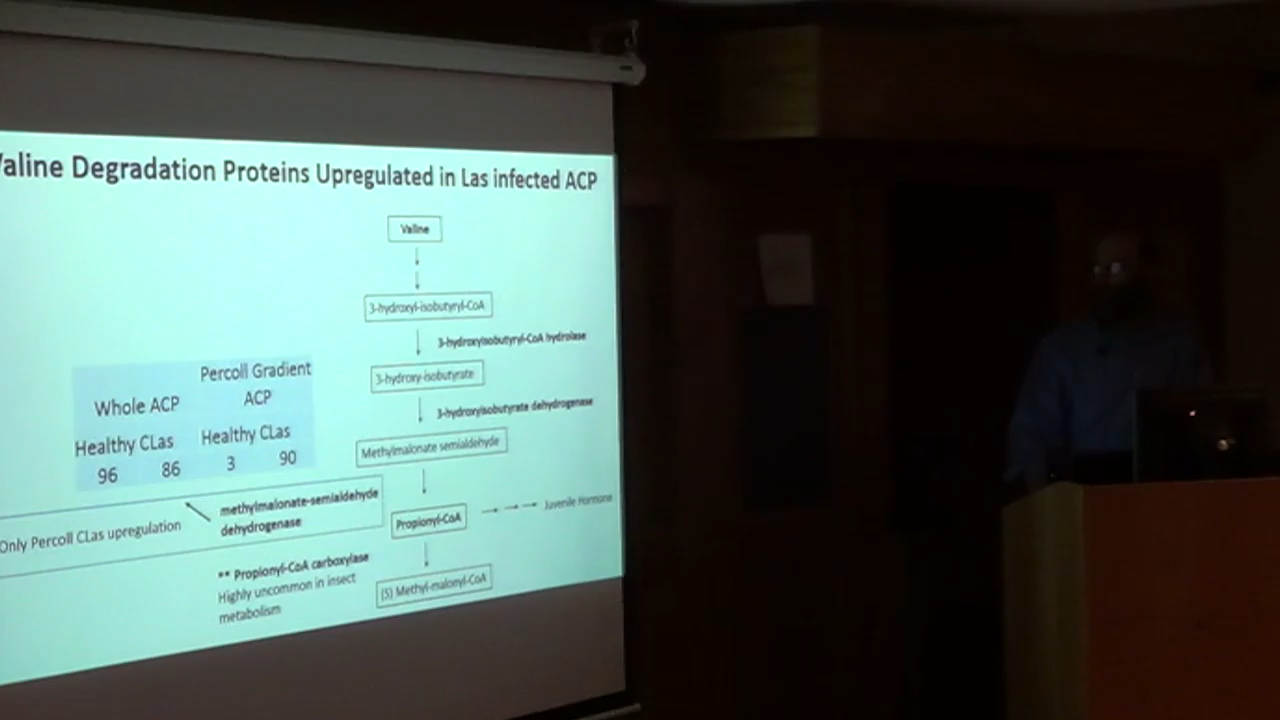 Valine Degradation Proteins Upregulated in Las infected ACP
Valine
3-hydroxyl-isobutyryl-CoA
3-hydroxyisobutyryl-CoA hydrolase
3-hydroxy-isobutyrate
3-hydroxyisobutyrate dehydrogenase
Methylmalonate semialdehyde
Propionyl-CoA
Juvenile Hormone
(S) Methyl-malonyl-CoA
Percoll Gradient
Whole ACP
ACP
Healthy CLas
Healthy CLas
96 86
3 90
methylmalonate-semialdehyde
dehydrogenase
Only Percoll CLas upregulation
** Propionyl-CoA carboxylase
Highly uncommon in insect
metabolism